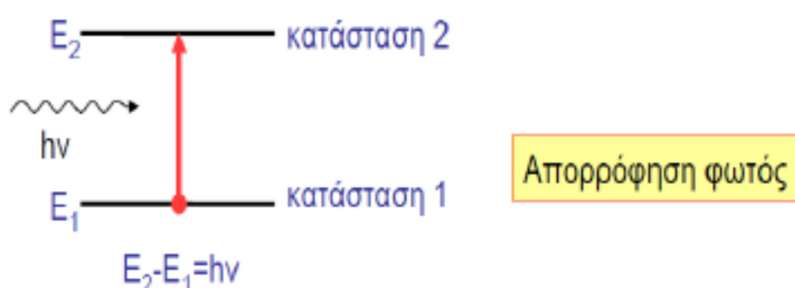 E₂ κατάσταση 2
hν
Απορρόφηση φωτός
E₁ κατάσταση 1
E₂-E₁=hν